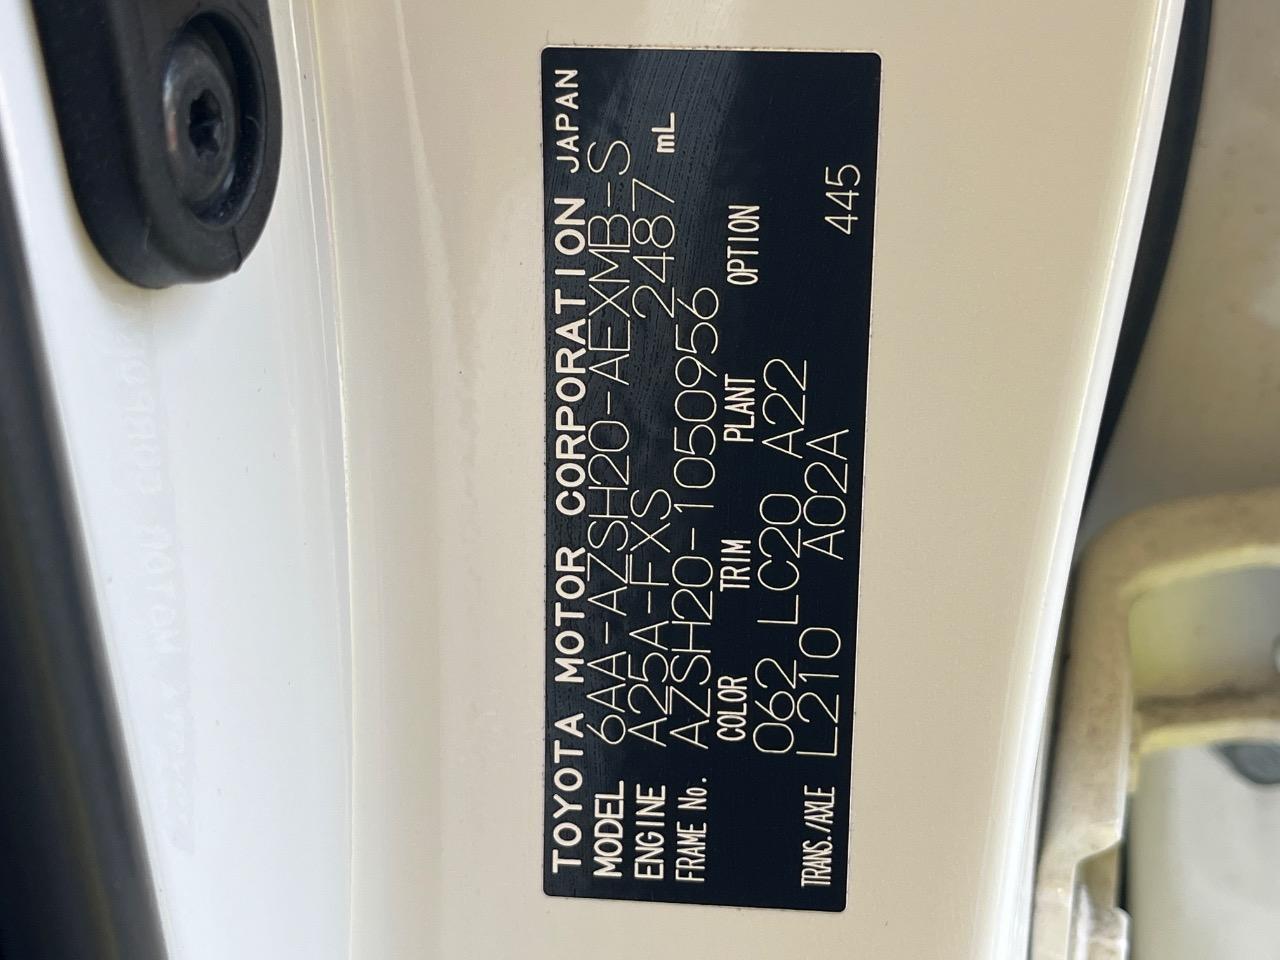 TOYOTA MOTOR CORPORATION JAPAN
MODEL 6AA-AZSH20-AEXMB-S
ENGINE A25A-FXS 2487 mL
FRAME No. AZSH20-1050956
COLOR TRIM PLANT OPTION
062 LC20 A22
TRANS./AXLE L210 A02A 445